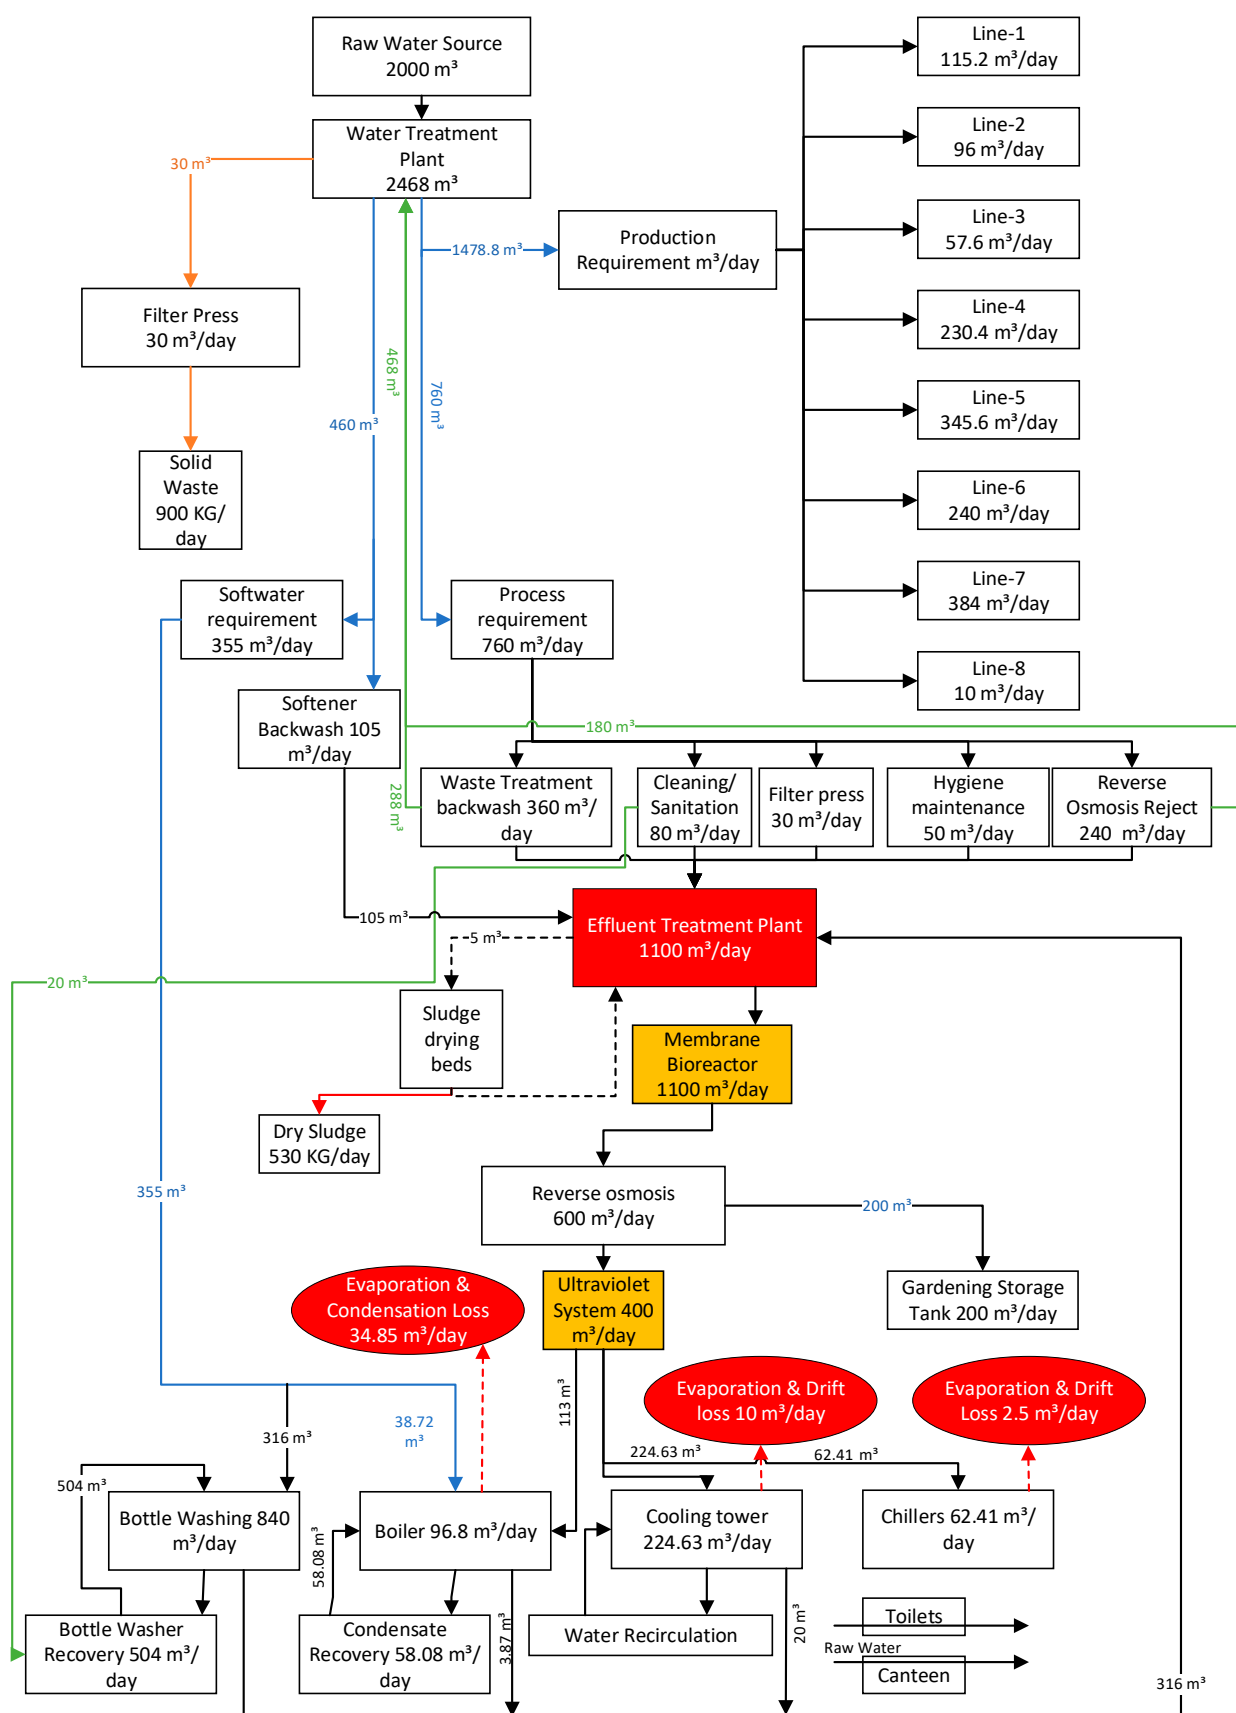 Raw Water Source
2000 m³
Line-1
115.2 m³/day
Water Treatment
Plant
2468 m³
Line-2
96 m³/day
30 m³
Production
Requirement m³/day
1478.8 m³
Line-3
57.6 m³/day
Filter Press
30 m³/day
Line-4
230.4 m³/day
468 m³
760 m³
460 m³
Line-5
345.6 m³/day
Solid
Waste
900 KG/
day
Line-6
240 m³/day
Softwater
requirement
355 m³/day
Process
requirement
760 m³/day
Line-7
384 m³/day
Line-8
10 m³/day
Softener
Backwash 105
m³/day
180 m³
288 m³
Waste Treatment
backwash 360 m³/
day
Cleaning/
Sanitation
80 m³/day
Filter press
30 m³/day
Hygiene
maintenance
50 m³/day
Reverse
Osmosis Reject
240 m³/day
105 m³
Effluent Treatment Plant
1100 m³/day
5 m³
20 m³
Sludge
drying
beds
Membrane
Bioreactor
1100 m³/day
Dry Sludge
530 KG/day
355 m³
Reverse osmosis
600 m³/day
200 m³
Evaporation &
Condensation Loss
34.85 m³/day
Ultraviolet
System 400
m³/day
Gardening Storage
Tank 200 m³/day
113 m³
Evaporation & Drift
loss 10 m³/day
Evaporation & Drift
Loss 2.5 m³/day
316 m³
38.72
m³
224.63 m³
62.41 m³
504 m³
Bottle Washing 840
m³/day
58.08 m³
Boiler 96.8 m³/day
Cooling tower
224.63 m³/day
Chillers 62.41 m³/
day
Bottle Washer
Recovery 504 m³/
day
Condensate
Recovery 58.08 m³/
day
3.87 m³
Water Recirculation
20 m³
Toilets
Raw Water
Canteen
316 m³